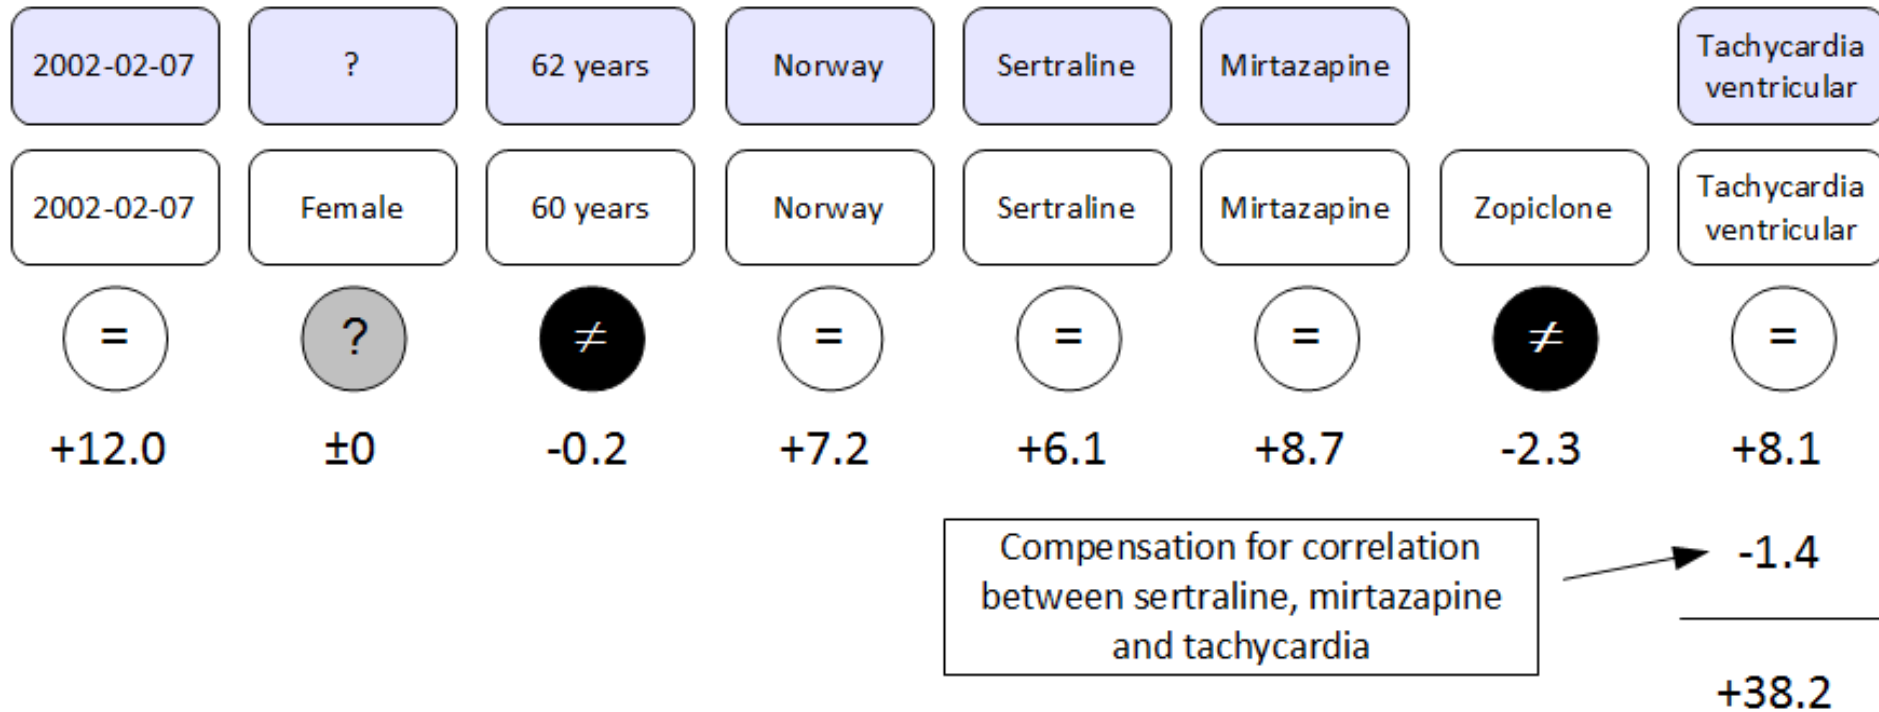 2002-02-07
?
62 years
Norway
Sertraline
Mirtazapine
Tachycardia
ventricular
2002-02-07
Female
60 years
Norway
Sertraline
Mirtazapine
Zopiclone
Tachycardia
ventricular
=
?
≠
=
=
=
≠
=
+12.0
±0
-0.2
+7.2
+6.1
+8.7
-2.3
+8.1
Compensation for correlation
between sertraline, mirtazapine
and tachycardia
-1.4
+38.2